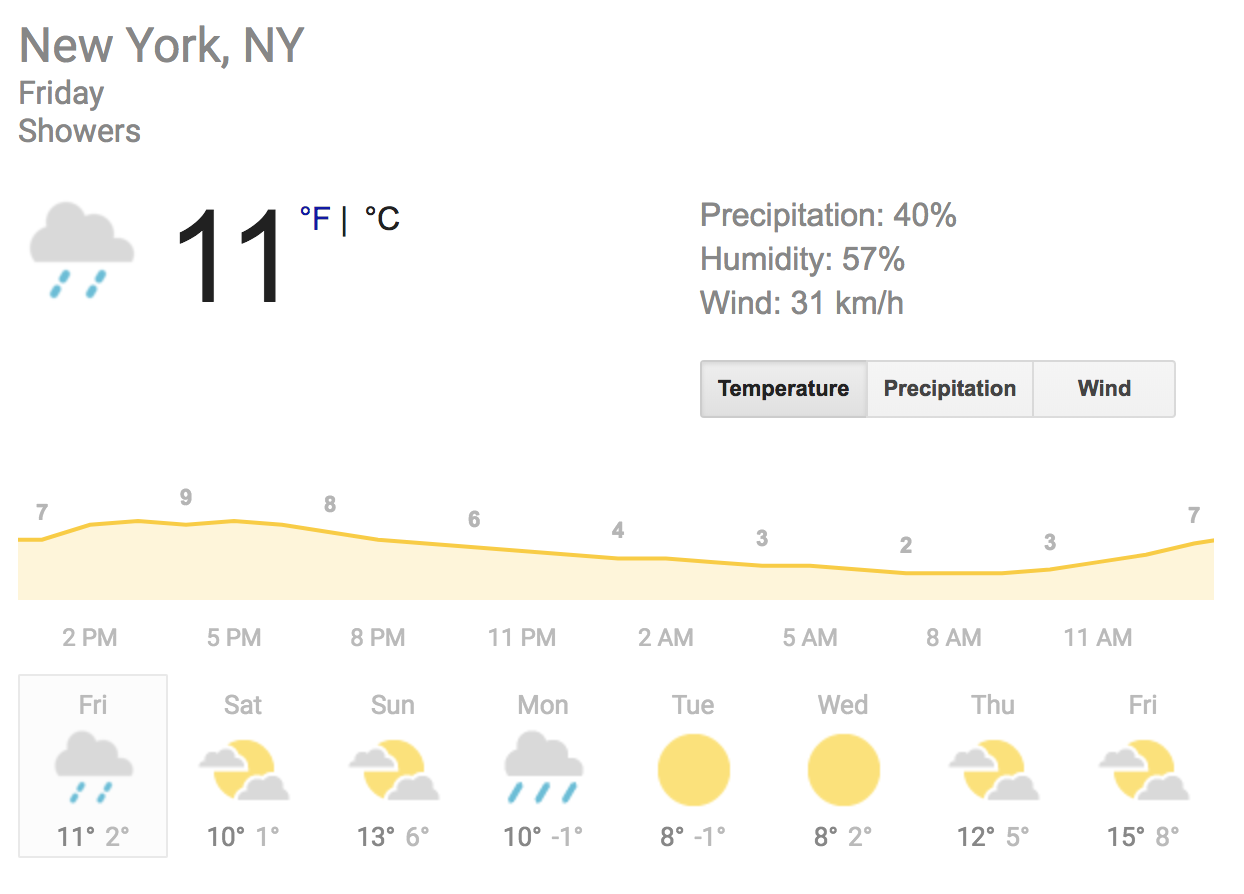 New York, NY
Friday
Showers
11 °F | °C
Precipitation: 40%
Humidity: 57%
Wind: 31 km/h
Temperature Precipitation Wind
7 9 8 6 4 3 2 3 7
2 PM 5 PM 8 PM 11 PM 2 AM 5 AM 8 AM 11 AM
Fri Sat Sun Mon Tue Wed Thu Fri
11° 2° 10° 1° 13° 6° 10° -1° 8° -1° 8° 2° 12° 5° 15° 8°